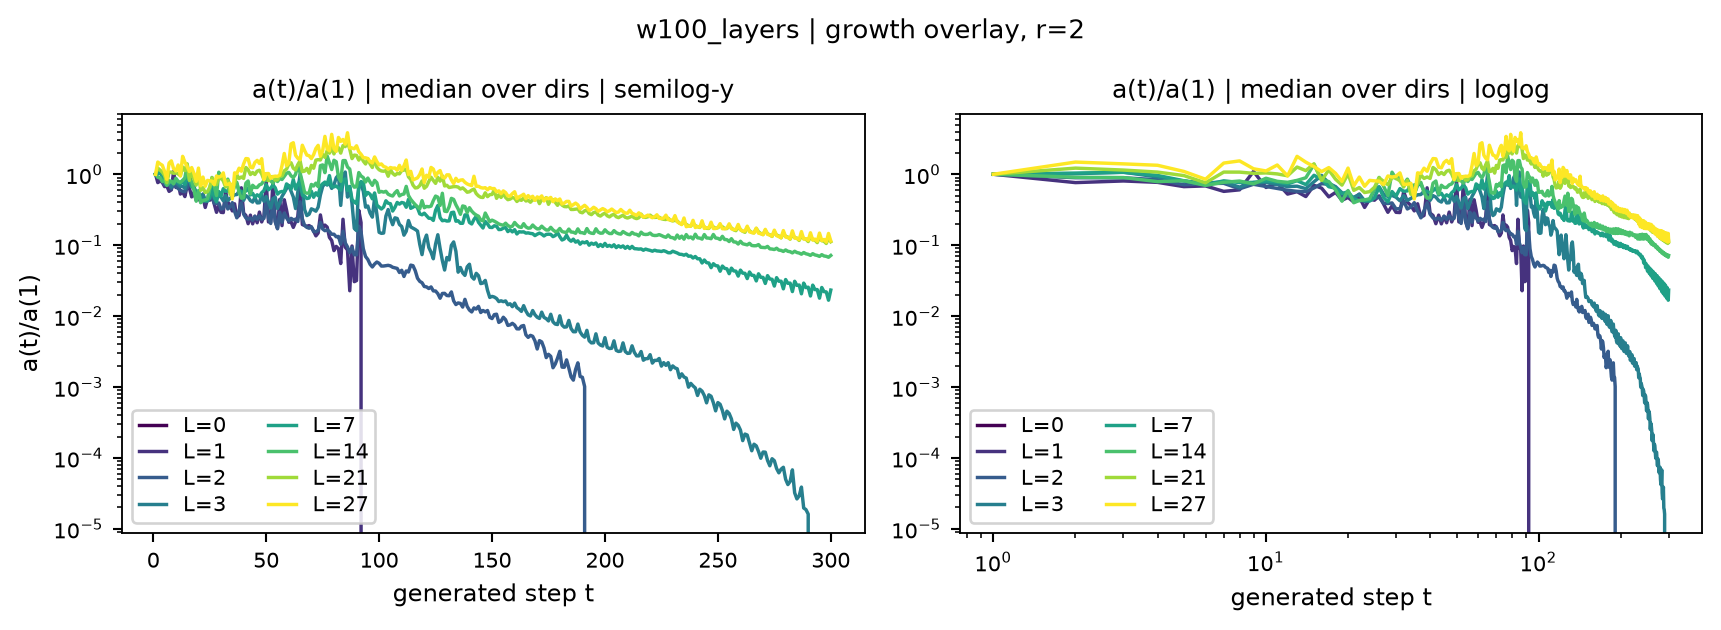 w100_layers | growth overlay, r=2
a(t)/a(1) | median over dirs | semilog-y
a(t)/a(1)
10⁰
10⁻¹
10⁻²
10⁻³
10⁻⁴
10⁻⁵
L=0
L=1
L=2
L=3
L=7
L=14
L=21
L=27
0 50 100 150 200 250 300
generated step t
a(t)/a(1) | median over dirs | loglog
10⁰
10⁻¹
10⁻²
10⁻³
10⁻⁴
10⁻⁵
L=0
L=1
L=2
L=3
L=7
L=14
L=21
L=27
10⁰ 10¹ 10²
generated step t